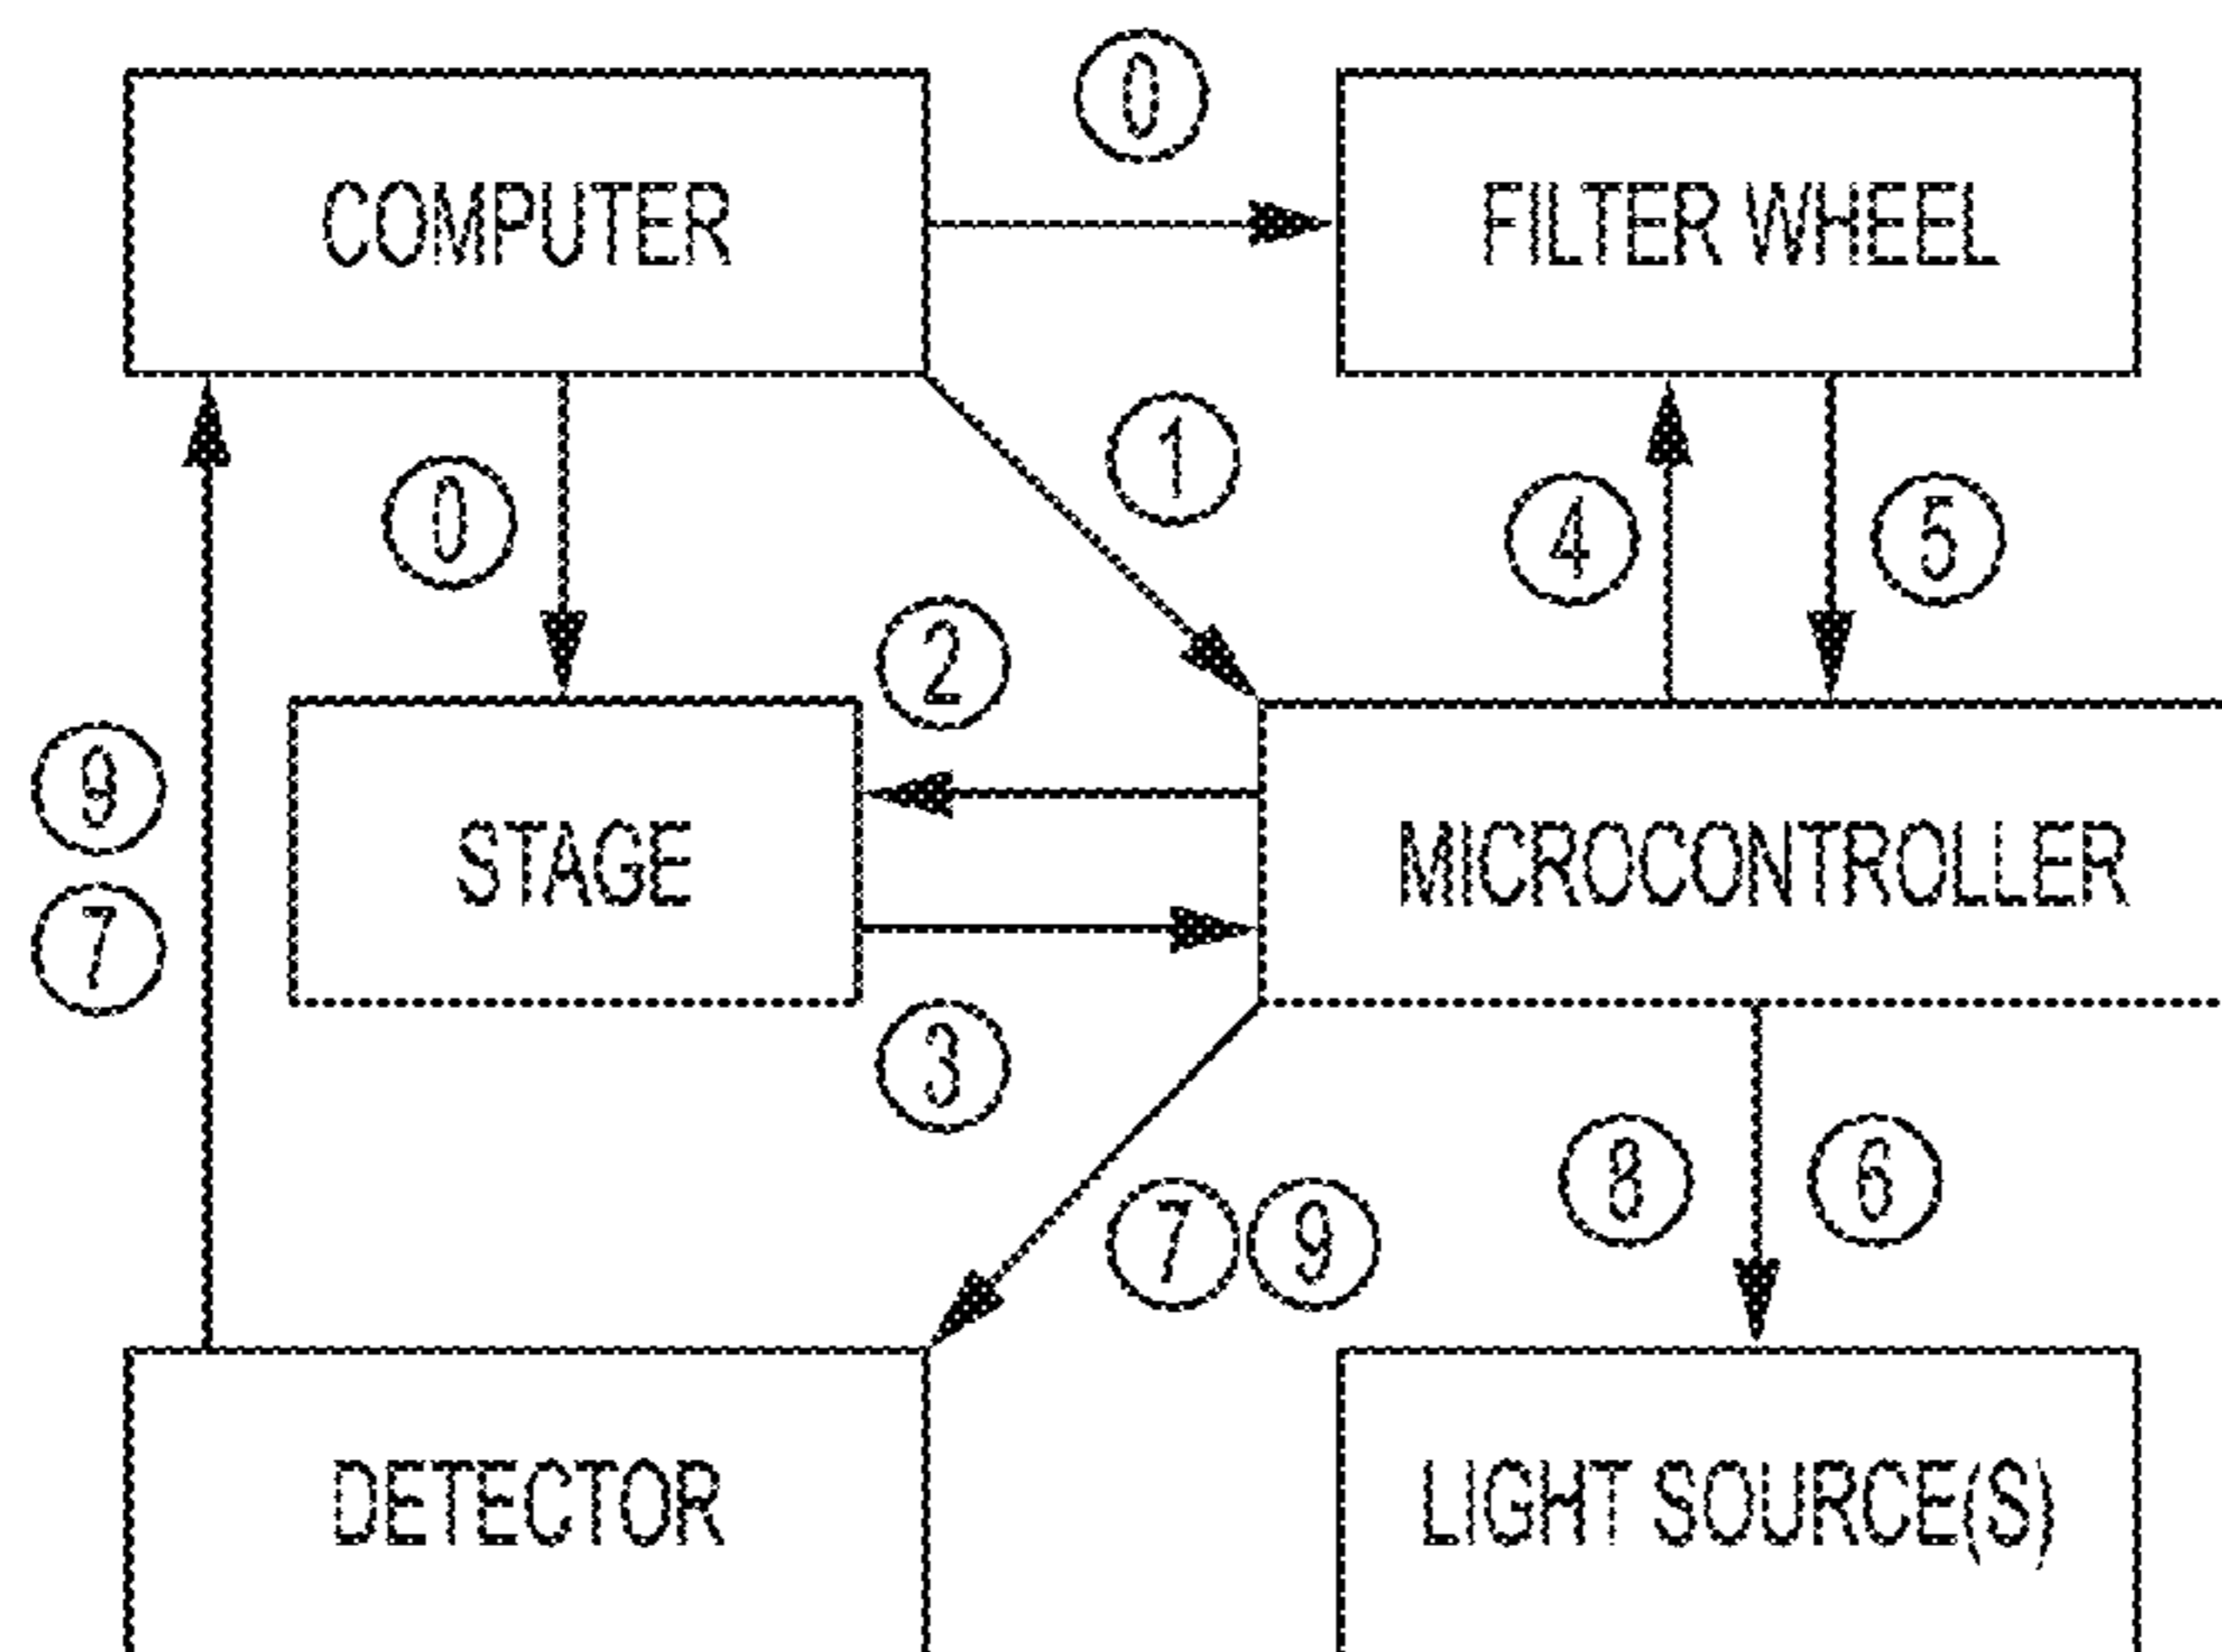 0
COMPUTER
FILTER WHEEL
1
0
4
5
2
9
STAGE
MICROCONTROLLER
7
3
8
6
7 9
DETECTOR
LIGHT SOURCE(S)